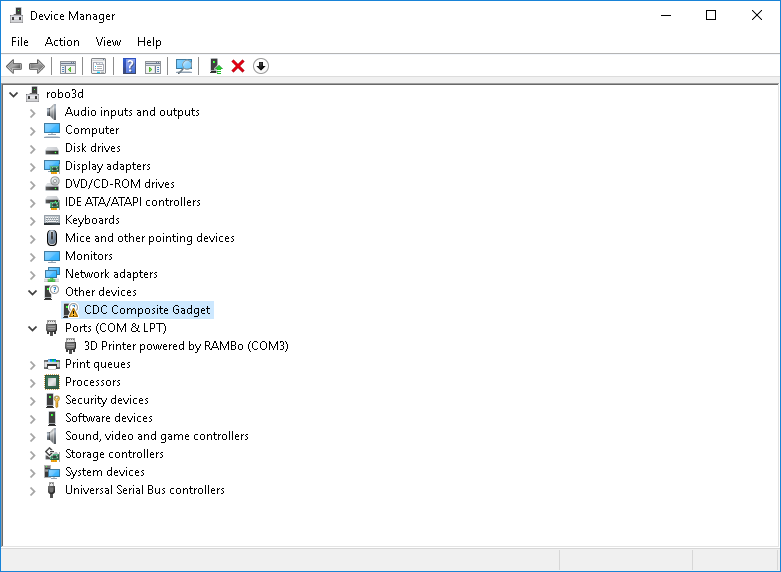 Device Manager
File Action View Help
robo3d
Audio inputs and outputs
Computer
Disk drives
Display adapters
DVD/CD-ROM drives
IDE ATA/ATAPI controllers
Keyboards
Mice and other pointing devices
Monitors
Network adapters
Other devices
CDC Composite Gadget
Ports (COM & LPT)
3D Printer powered by RAMBo (COM3)
Print queues
Processors
Security devices
Software devices
Sound, video and game controllers
Storage controllers
System devices
Universal Serial Bus controllers